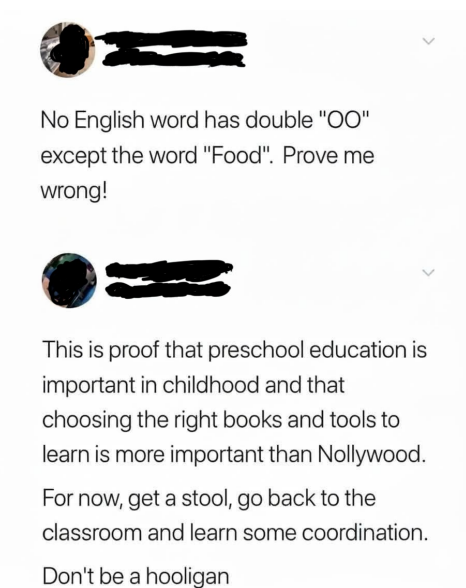 No English word has double "OO"
except the word "Food". Prove me
wrong!
This is proof that preschool education is
important in childhood and that
choosing the right books and tools to
learn is more important than Nollywood.
For now, get a stool, go back to the
classroom and learn some coordination.
Don't be a hooligan